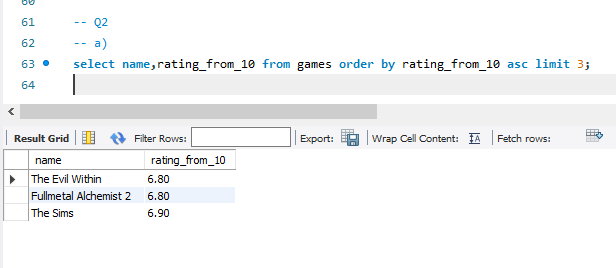 60
61 -- Q2
62 -- a)
63 select name,rating_from_10 from games order by rating_from_10 asc limit 3;
64
Result Grid Filter Rows: Export: Wrap Cell Content: IA Fetch rows:
name rating_from_10
The Evil Within 6.80
Fullmetal Alchemist 2 6.80
The Sims 6.90